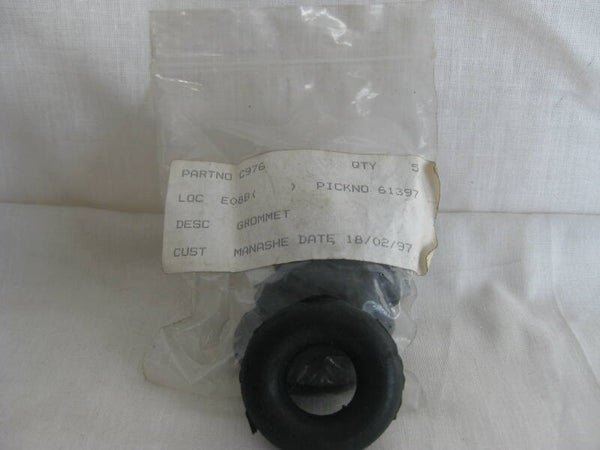 PARTNO C976 QTY 5
LOC E08B( ) PICKNO 61397
DESC GROMMET
CUST MANASHE DATE 18/02/97